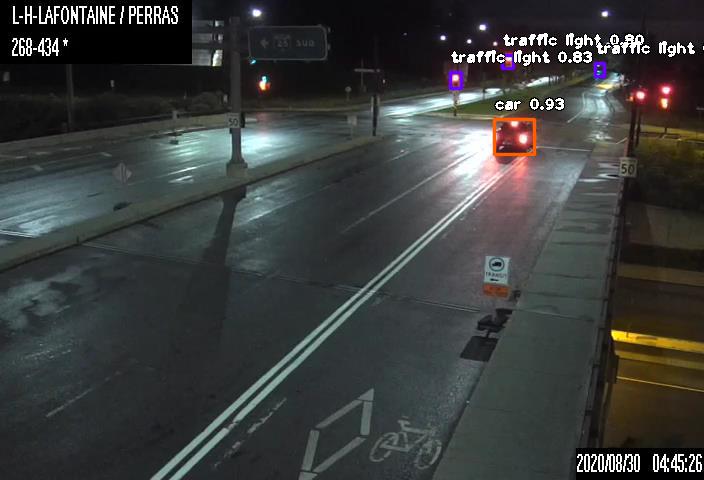 L-H-LAFONTAINE / PERRAS
268-434 *
25 SUD
traffic light 0.80
traffic light
traffic light 0.83
car 0.93
50
50
TRANSIT
2020/08/30 04:45:26